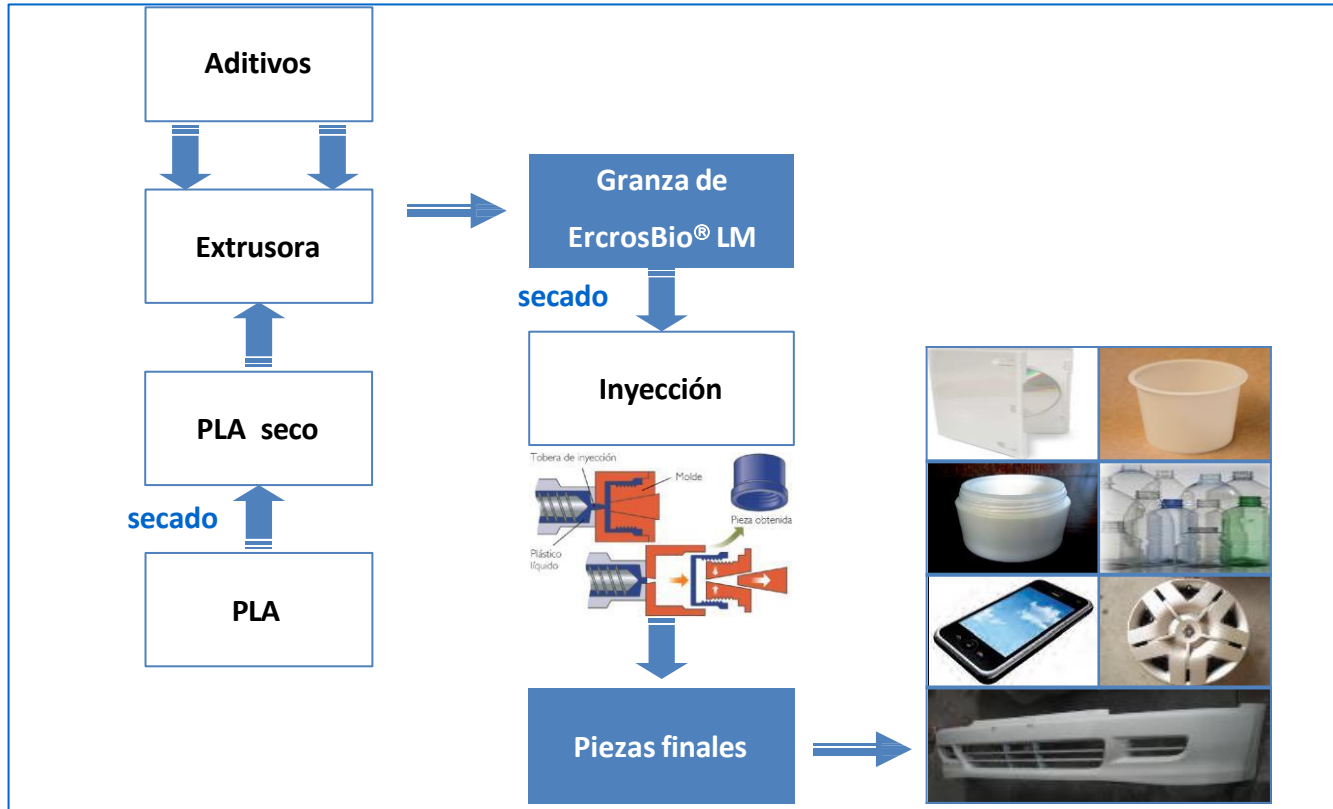 Aditivos
Extrusora
PLA seco
secado
PLA
Granza de
ErcrosBio® LM
secado
Inyección
Tobera de inyección
Molde
Pieza obtenida
Plástico
líquido
Piezas finales